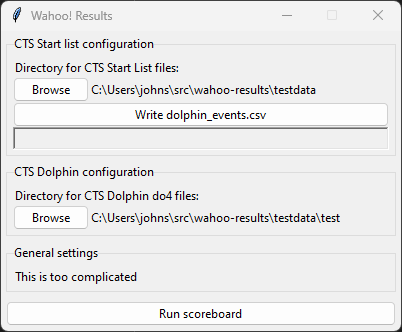 Wahoo! Results
CTS Start list configuration
Directory for CTS Start List files:
Browse C:\Users\johns\src\wahoo-results\testdata
Write dolphin_events.csv
CTS Dolphin configuration
Directory for CTS Dolphin do4 files:
Browse C:\Users\johns\src\wahoo-results\testdata\test
General settings
This is too complicated
Run scoreboard